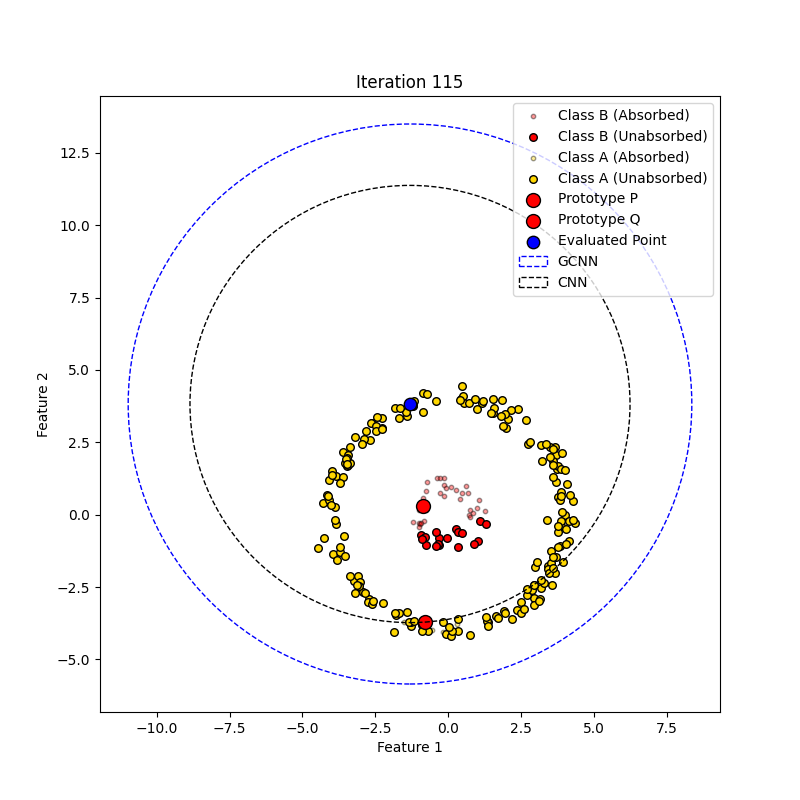 Iteration 115
Class B (Absorbed)
Class B (Unabsorbed)
Class A (Absorbed)
Class A (Unabsorbed)
Prototype P
Prototype Q
Evaluated Point
GCNN
CNN
12.5
10.0
7.5
5.0
2.5
0.0
−2.5
−5.0
Feature 2
−10.0 −7.5 −5.0 −2.5 0.0 2.5 5.0 7.5
Feature 1